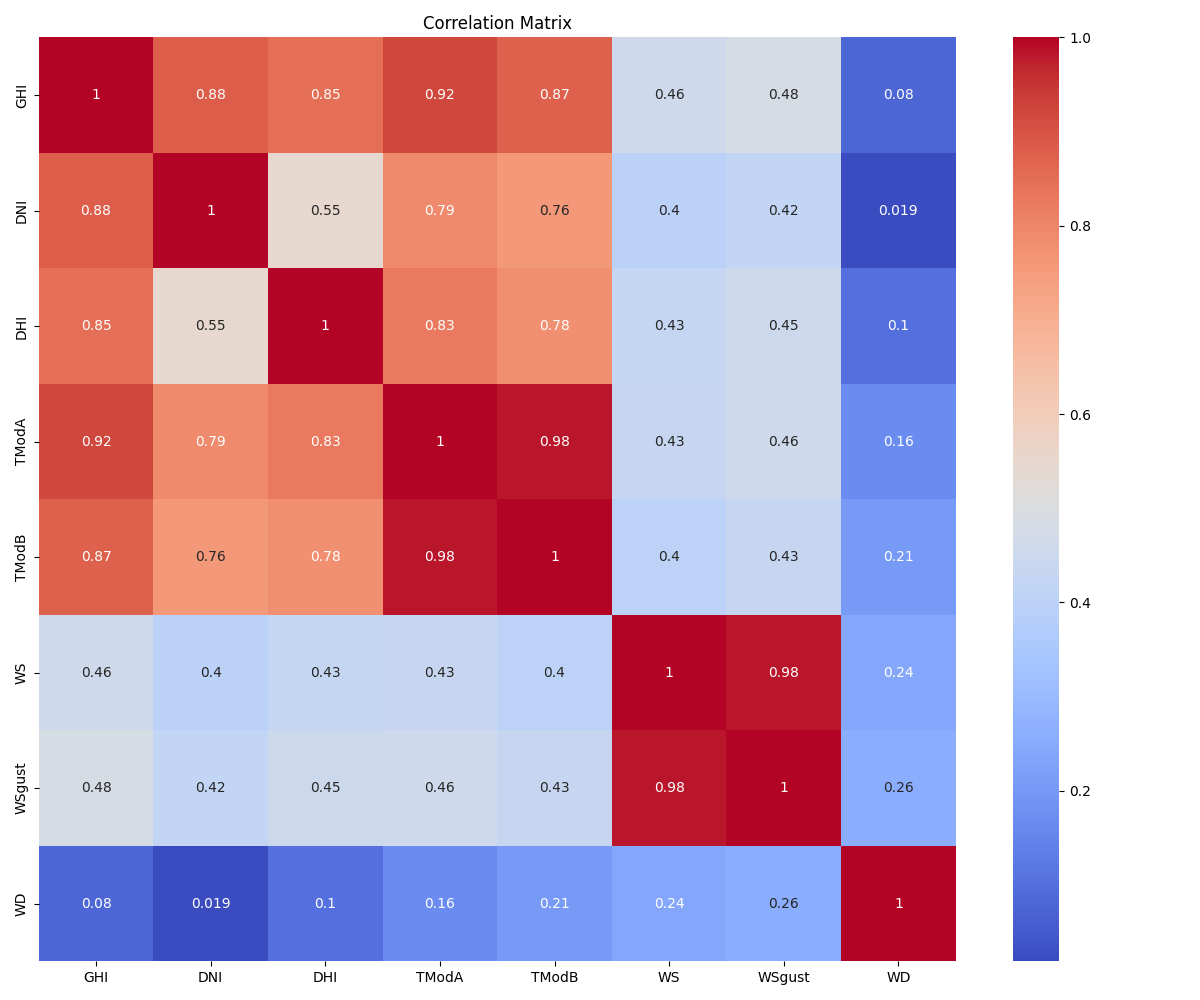 Correlation Matrix
GHI 1 0.88 0.85 0.92 0.87 0.46 0.48 0.08
DNI 0.88 1 0.55 0.79 0.76 0.4 0.42 0.019
DHI 0.85 0.55 1 0.83 0.78 0.43 0.45 0.1
TModA 0.92 0.79 0.83 1 0.98 0.43 0.46 0.16
TModB 0.87 0.76 0.78 0.98 1 0.4 0.43 0.21
WS 0.46 0.4 0.43 0.43 0.4 1 0.98 0.24
WSgust 0.48 0.42 0.45 0.46 0.43 0.98 1 0.26
WD 0.08 0.019 0.1 0.16 0.21 0.24 0.26 1
GHI DNI DHI TModA TModB WS WSgust WD
1.0
0.8
0.6
0.4
0.2